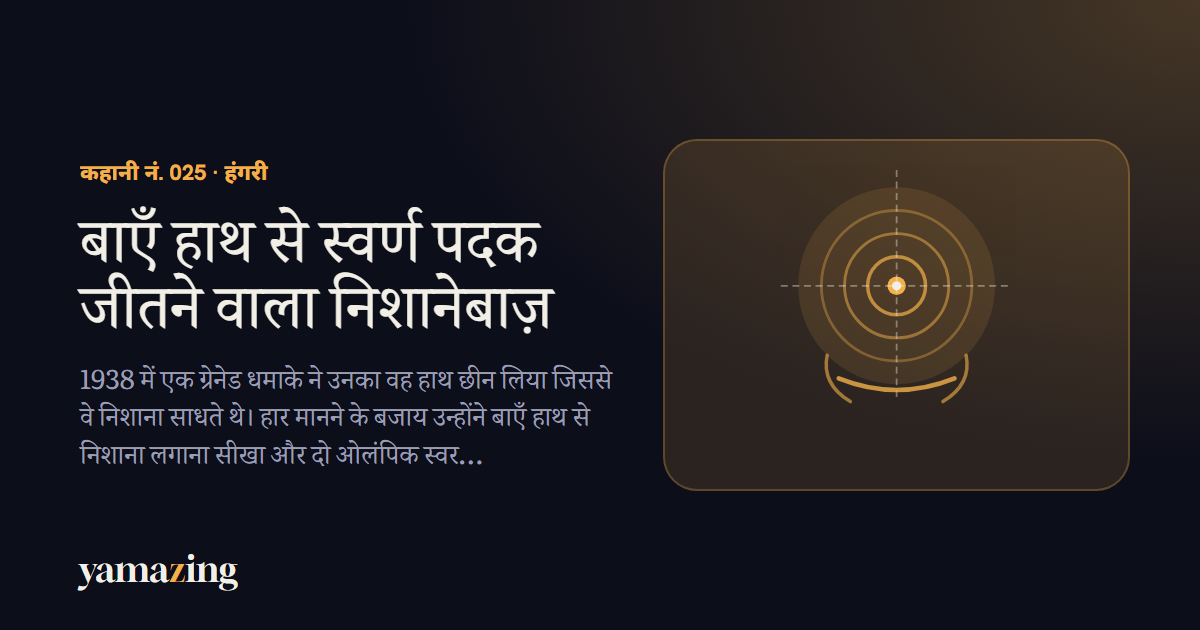 कहानी नं. 025 · हंगरी
बाएँ हाथ से स्वर्ण पदक
जीतने वाला निशानेबाज़
1938 में एक ग्रेनेड धमाके ने उनका वह हाथ छीन लिया जिससे
वे निशाना साधते थे। हार मानने के बजाय उन्होंने बाएँ हाथ से
निशाना लगाना सीखा और दो ओलंपिक स्वर…
yamazing